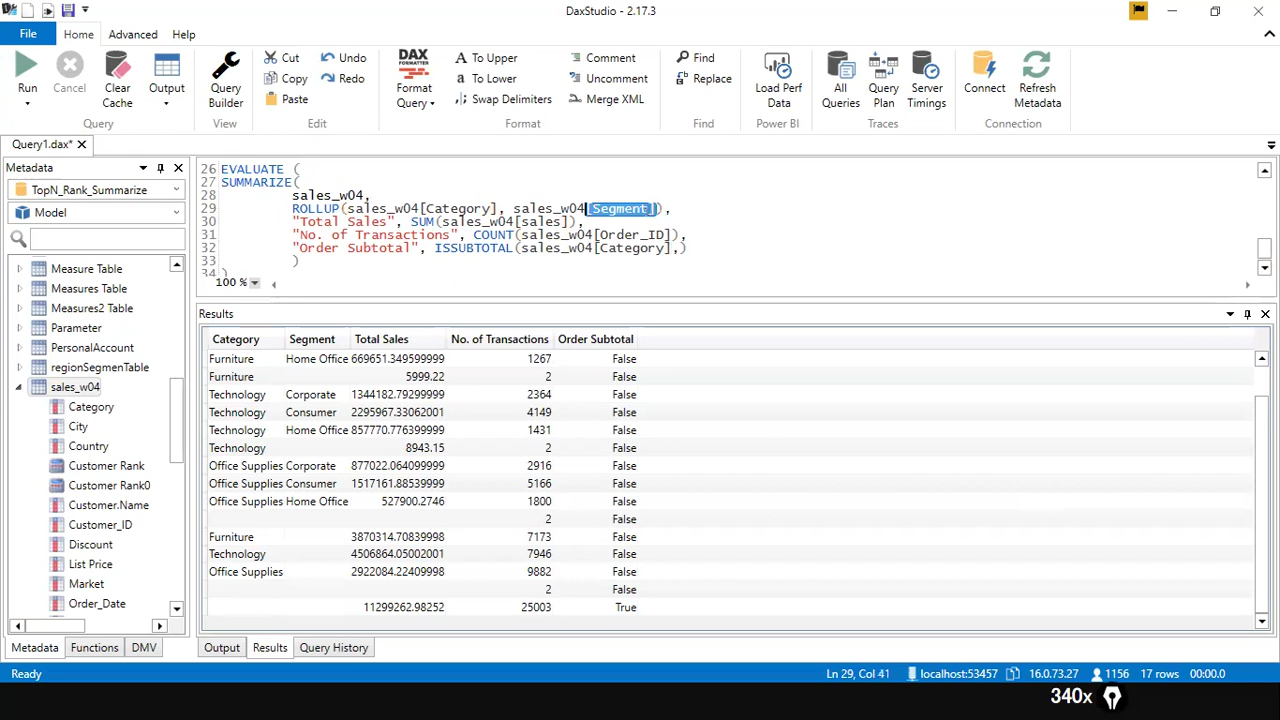 DaxStudio - 2.17.3
File Home Advanced Help
Run
Cancel
Clear Cache
Output
Query
Query Builder
View
Cut
Copy
Paste
Undo
Redo
Edit
DAX FORMATTER
Format Query
To Upper
To Lower
Swap Delimiters
Comment
Uncomment
Merge XML
Format
Find
Replace
Find
Load Perf Data
Power BI
All Queries
Query Plan
Server Timings
Traces
Connect
Refresh Metadata
Connection
Query1.dax*
Metadata
TopN_Rank_Summarize
Model
Measure Table
Measures Table
Measures2 Table
Parameter
PersonalAccount
regionSegmenTable
sales_w04
Category
City
Country
Customer Rank
Customer Rank0
Customer.Name
Customer_ID
Discount
List Price
Market
Order_Date
Metadata Functions DMV
26 EVALUATE (
27 SUMMARIZE(
28 sales_w04,
29 ROLLUP(sales_w04[Category], sales_w04[Segment]),
30 "Total Sales", SUM(sales_w04[sales]),
31 "No. of Transactions", COUNT(sales_w04[Order_ID]),
32 "Order Subtotal", ISSUBTOTAL(sales_w04[Category],)
33 )
34 )
100 %
Results
Category Segment Total Sales No. of Transactions Order Subtotal
Furniture Home Office 669651.349599999 1267 False
Furniture 5999.22 2 False
Technology Corporate 1344182.79299999 2364 False
Technology Consumer 2295967.33062001 4149 False
Technology Home Office 857770.776399999 1431 False
Technology 8943.15 2 False
Office Supplies Corporate 877022.064099999 2916 False
Office Supplies Consumer 1517161.88539999 5166 False
Office Supplies Home Office 527900.2746 1800 False
2 False
Furniture 3870314.70839998 7173 False
Technology 4506864.05002001 7946 False
Office Supplies 2922084.22409998 9882 False
2 False
11299262.98252 25003 True
Output Results Query History
Ready Ln 29, Col 41 localhost:53457 16.0.73.27 1156 17 rows 00:00.0
340x